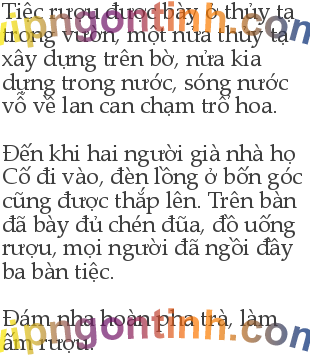 Tiệc rượu được bày ở thủy tạ
trong vườn, một nửa thủy tạ
xây dựng trên bờ, nửa kia
dựng trong nước, sóng nước
vỗ về lan can chạm trổ hoa.
Đến khi hai người già nhà họ
Cố đi vào, đèn lồng ở bốn góc
cũng được thắp lên. Trên bàn
đã bày đủ chén đũa, đồ uống
rượu, mọi người đã ngồi đầy
ba bàn tiệc.
Đám nha hoàn pha trà, làm
ấm rượu.